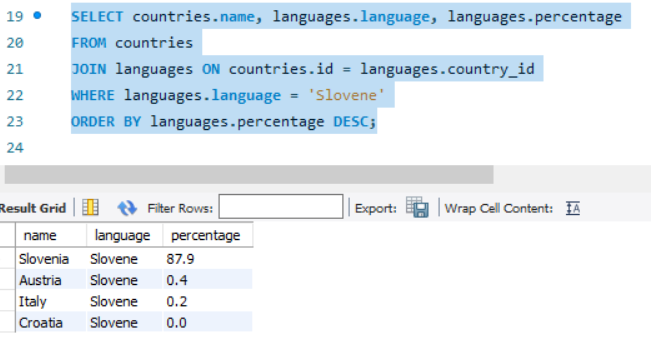 19 SELECT countries.name, languages.language, languages.percentage
20 FROM countries
21 JOIN languages ON countries.id = languages.country_id
22 WHERE languages.language = 'Slovene'
23 ORDER BY languages.percentage DESC;
24
Result Grid Filter Rows: Export: Wrap Cell Content: IA
name language percentage
Slovenia Slovene 87.9
Austria Slovene 0.4
Italy Slovene 0.2
Croatia Slovene 0.0